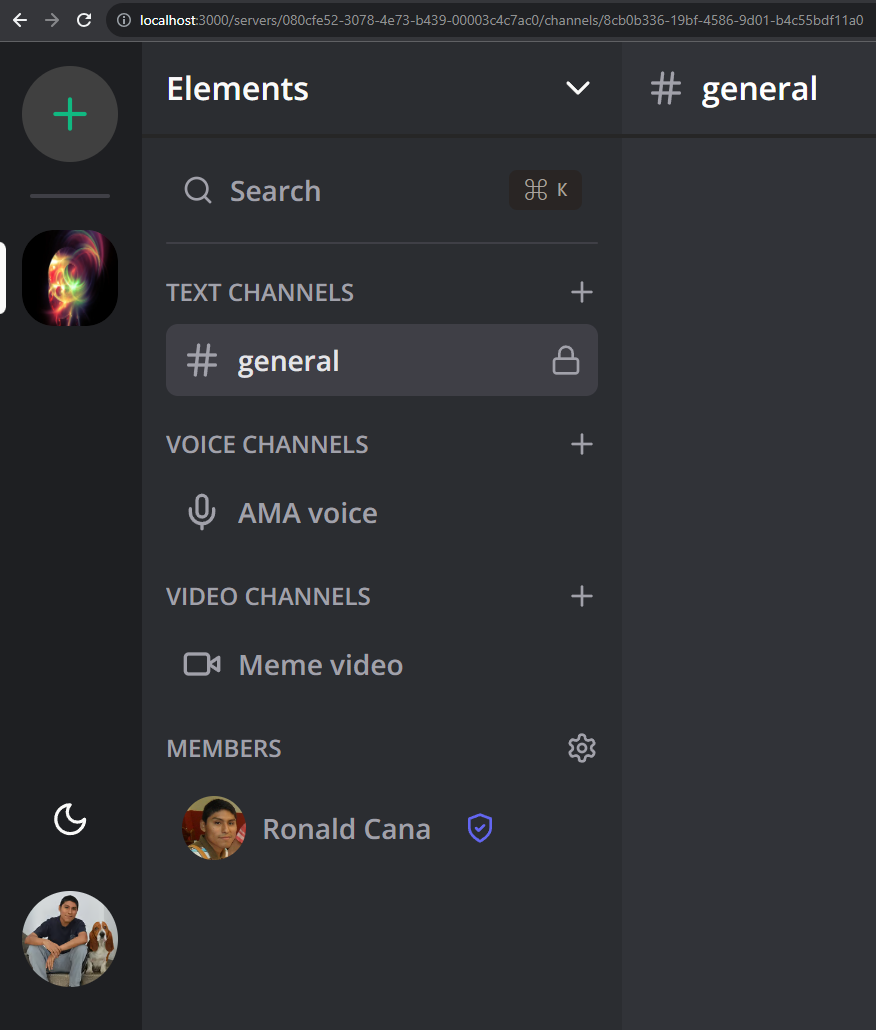 localhost:3000/servers/080cfe52-3078-4e73-b439-00003c4c7ac0/channels/8cb0b336-19bf-4586-9d01-b4c55bdf11a0
Elements
# general
Search
⌘ K
TEXT CHANNELS
# general
VOICE CHANNELS
AMA voice
VIDEO CHANNELS
Meme video
MEMBERS
Ronald Cana